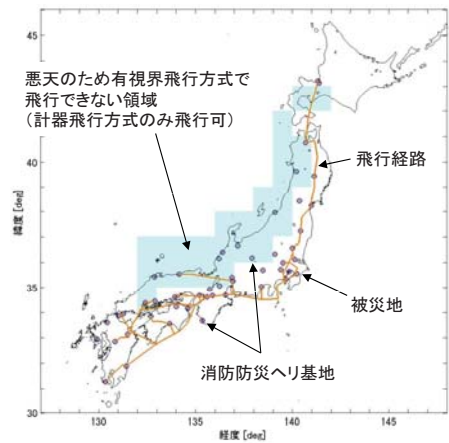 悪天のため有視界飛行方式で
飛行できない領域
（計器飛行方式のみ飛行可）
飛行経路
被災地
消防防災ヘリ基地
緯度 [deg]
45
40
35
30
130
135
140
145
経度 [deg]